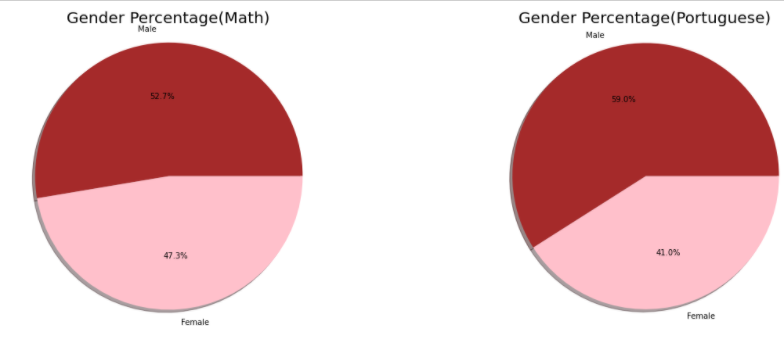 Gender Percentage(Math)
Male
52.7%
47.3%
Female
Gender Percentage(Portuguese)
Male
59.0%
41.0%
Female